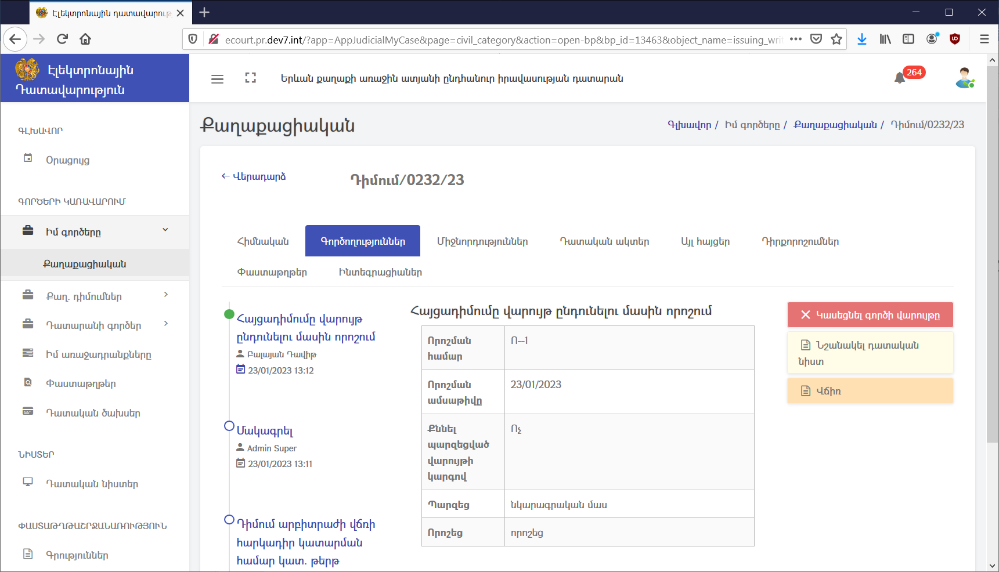 Էլեկտրոնային դատավարութ
ecourt.pr.dev7.int/?app=AppJudicialMyCase&page=civil_category&action=open-bp&bp_id=13463&object_name=issuing_wri
Էլեկտրոնային
Դատավարություն
Երևան քաղաքի առաջին ատյանի ընդհանուր իրավասության դատարան
264
ԳԼԽԱՎՈՐ
Օրացույց
ԳՈՐԾԵՐԻ ԿԱՌԱՎԱՐՈՒՄ
Իմ գործերը
Քաղաքացիական
Քաղ. դիմումներ
Դատարանի գործեր
Իմ առաջադրանքները
Փաստաթղթեր
Դատական ծախսեր
ՆԻՍՏԵՐ
Դատական նիստեր
ՓԱՍՏԱԹՂԹԱՇՐՋԱՆԱՌՈՒԹՅՈՒՆ
Գրություններ
Քաղաքացիական
Գլխավոր / Իմ գործերը / Քաղաքացիական / Դիմում/0232/23
← Վերադարձ
Դիմում/0232/23
Հիմնական Գործողություններ Միջնորդություններ Դատական ակտեր Այլ հայցեր Դիրքորոշումներ
Փաստաթղթեր Ինտեգրացիաներ
Հայցադիմումը վարույթ
ընդունելու մասին որոշում
Բալայան Դավիթ
23/01/2023 13:12
Մակագրել
Admin Super
23/01/2023 13:11
Դիմում արբիտրաժի վճռի
հարկադիր կատարման
համար կատ. թերթ
Հայցադիմումը վարույթ ընդունելու մասին որոշում
Որոշման
համար
Ո—1
Որոշման
ամսաթիվը
23/01/2023
Քննել
պարզեցված
վարույթի
կարգով
Ոչ
Պարզեց
նկարագրական մաս
Որոշեց
որոշեց
Կասեցնել գործի վարույթը
Նշանակել դատական
նիստ
Վճիռ